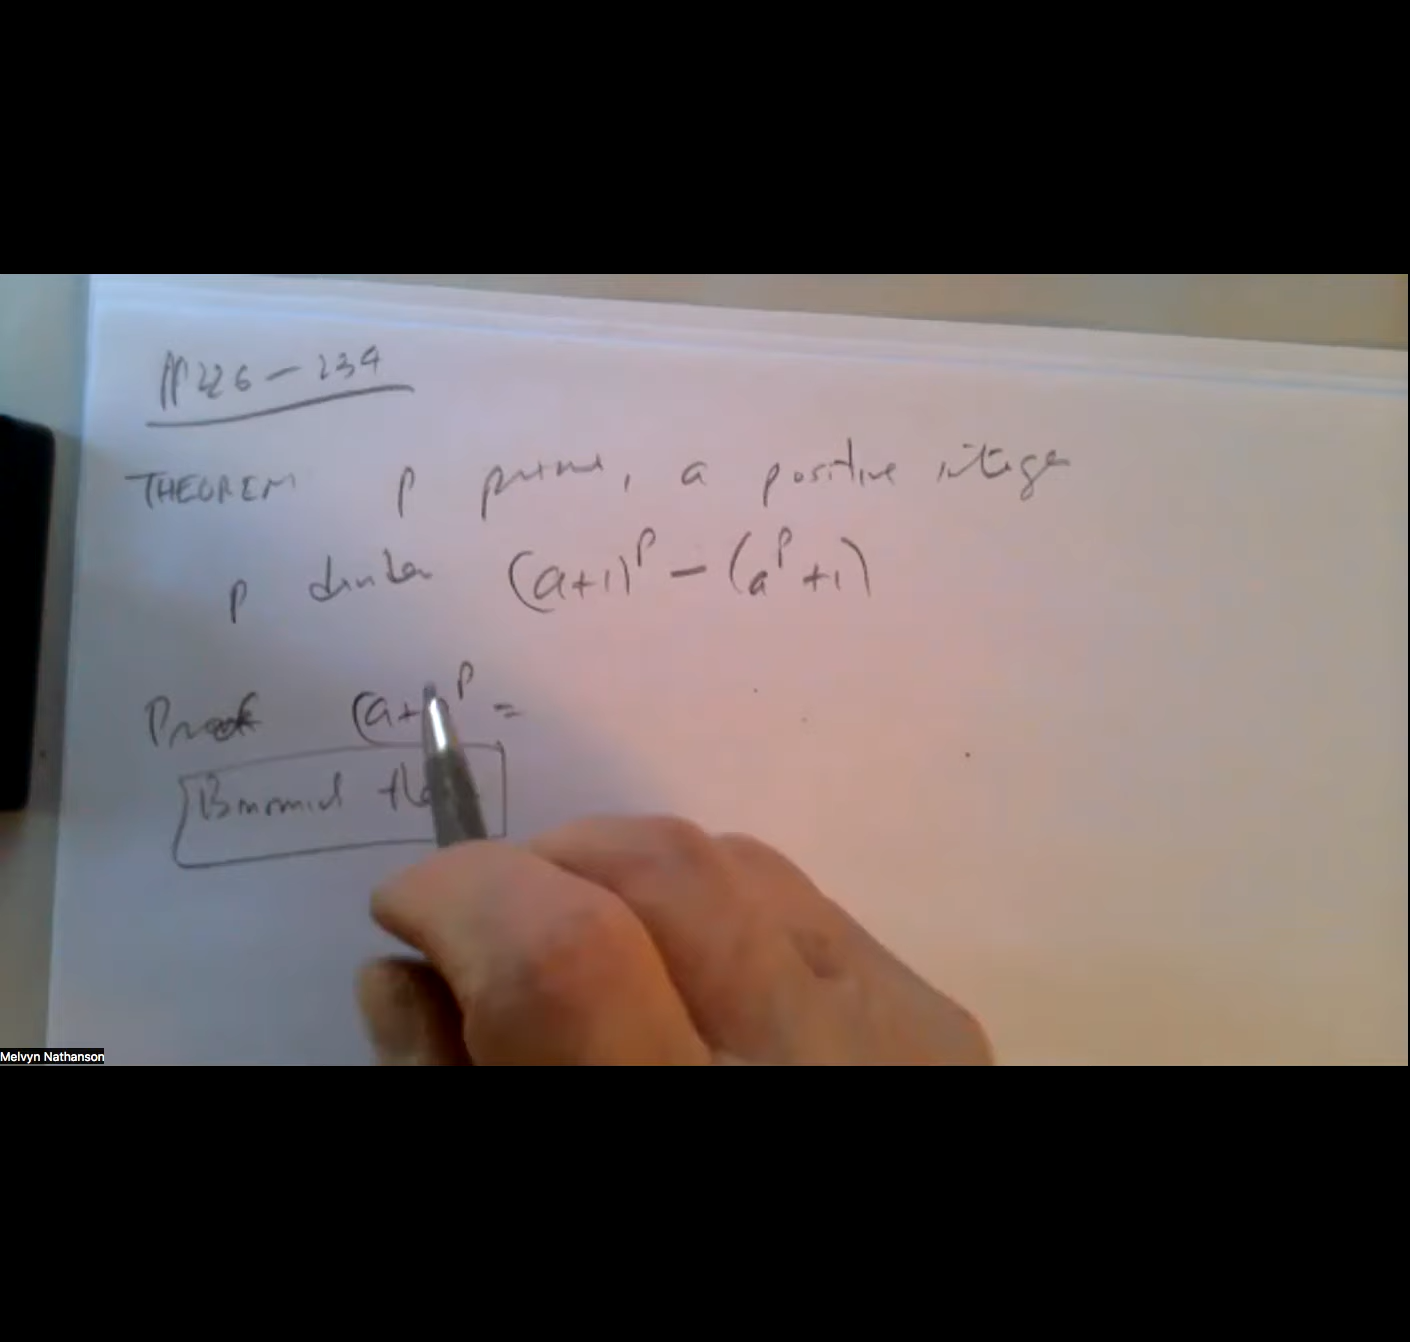 pp 226-234
THEOREM p prime, a positive integer
p divides (a+1)^p - (a^p + 1)
Proof (a+ )^p =
Binomial
Melvyn Nathanson